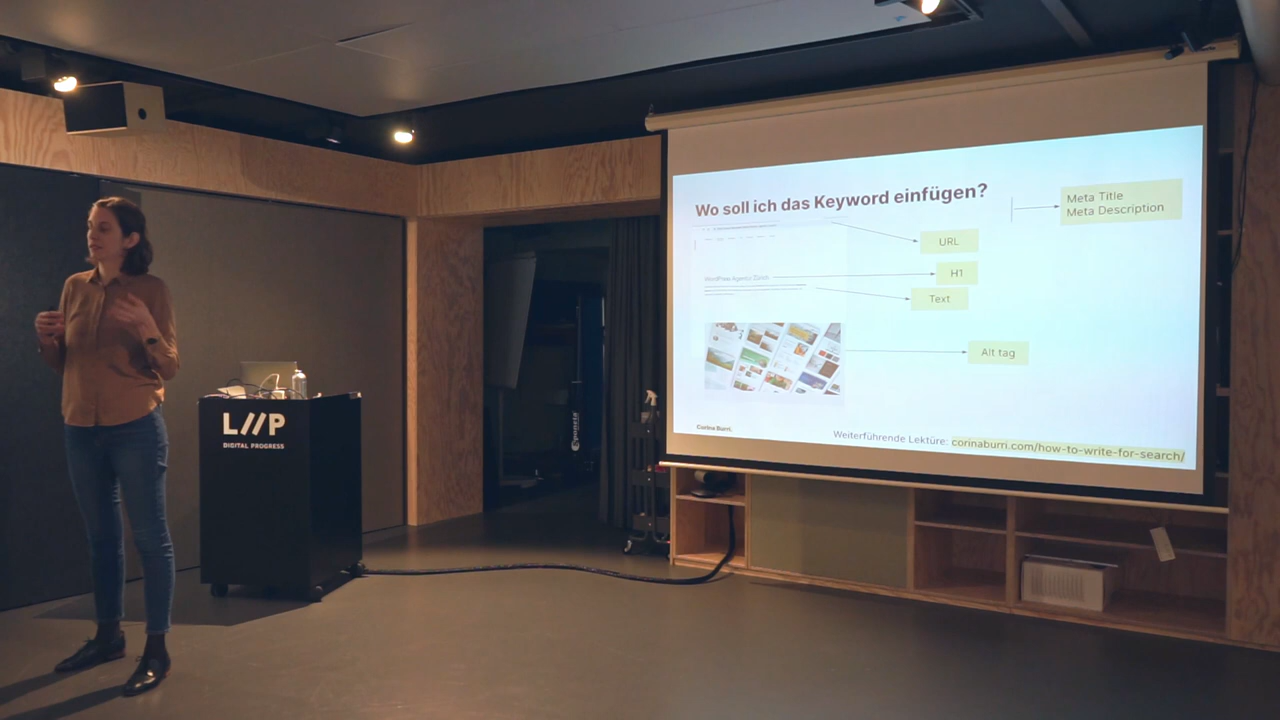 Wo soll ich das Keyword einfügen?
Meta Title
Meta Description
URL
WordPress Agentur Zürich
H1
Text
Alt tag
Corina Burri.
Weiterführende Lektüre: corinaburri.com/how-to-write-for-search/
LIIP
DIGITAL PROGRESS